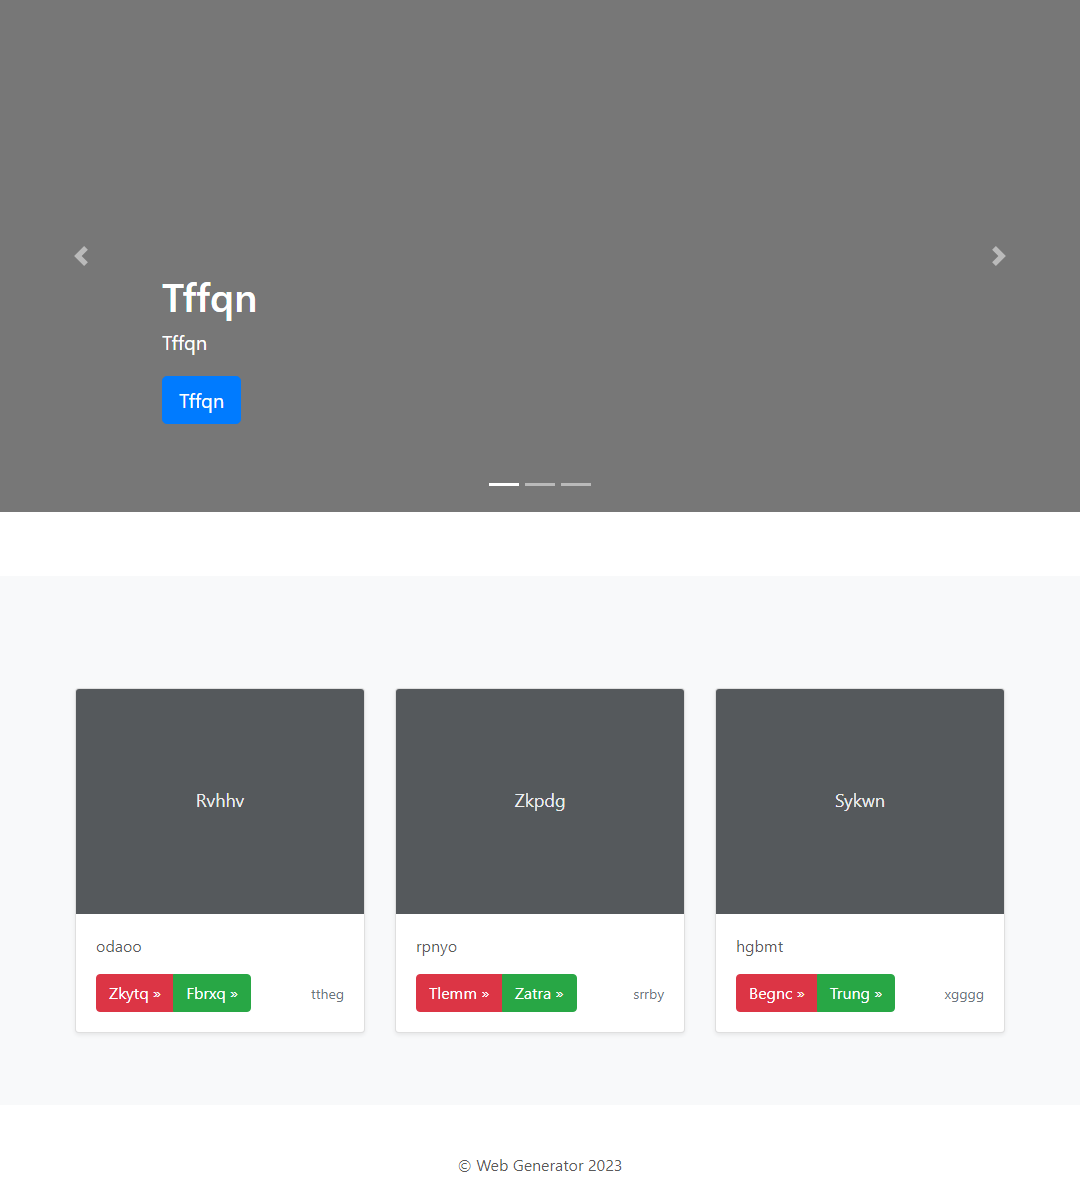 Tffqn
Tffqn
Tffqn
Rvhhv
Zkpdg
Sykwn
odaoo
Zkytq »
Fbrxq »
ttheg
rpnyo
Tlemm »
Zatra »
srrby
hgbmt
Begnc »
Trung »
xgggg
© Web Generator 2023